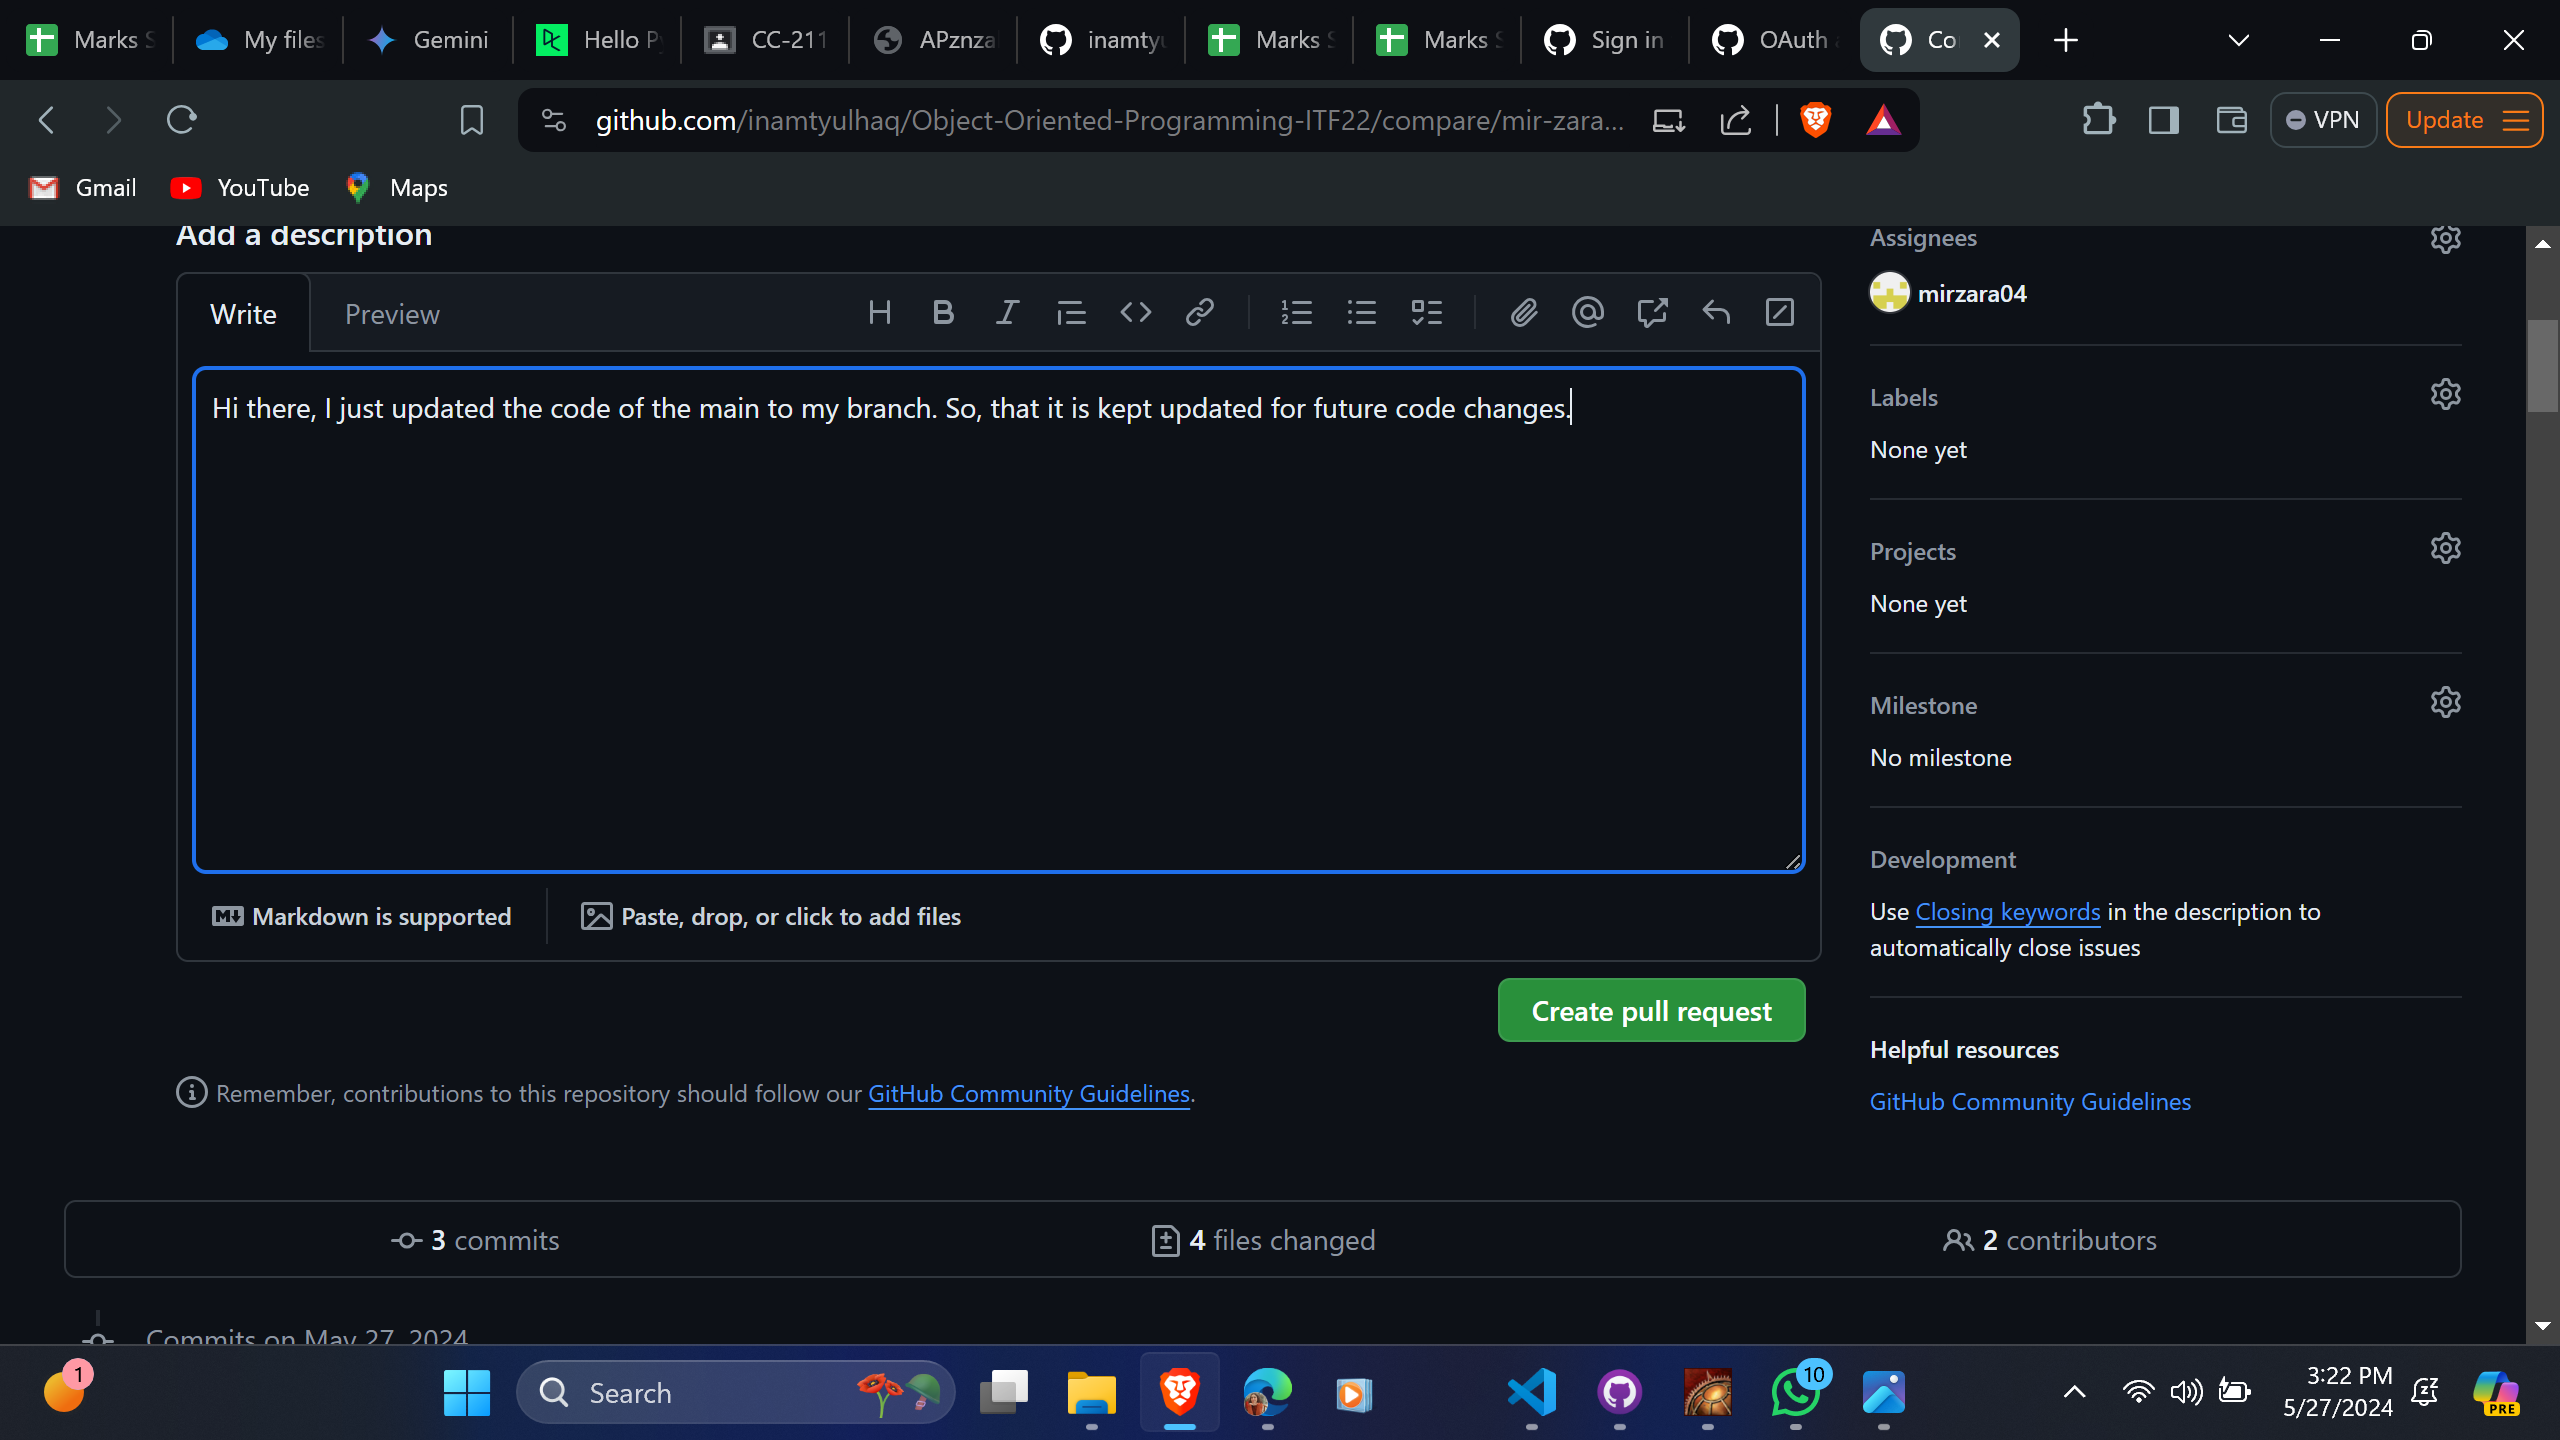 Marks S
My files
Gemini
Hello Py
CC-211
APznza
inamtyu
Marks S
Marks S
Sign in
OAuth a
Co
github.com/inamtyulhaq/Object-Oriented-Programming-ITF22/compare/mir-zara...
VPN
Update
Gmail
YouTube
Maps
Add a description
Write
Preview
Hi there, I just updated the code of the main to my branch. So, that it is kept updated for future code changes.
Markdown is supported
Paste, drop, or click to add files
Create pull request
Remember, contributions to this repository should follow our GitHub Community Guidelines.
Assignees
mirzara04
Labels
None yet
Projects
None yet
Milestone
No milestone
Development
Use Closing keywords in the description to
automatically close issues
Helpful resources
GitHub Community Guidelines
3 commits
4 files changed
2 contributors
Commits on May 27, 2024
1
Search
10
3:22 PM
5/27/2024
PRE